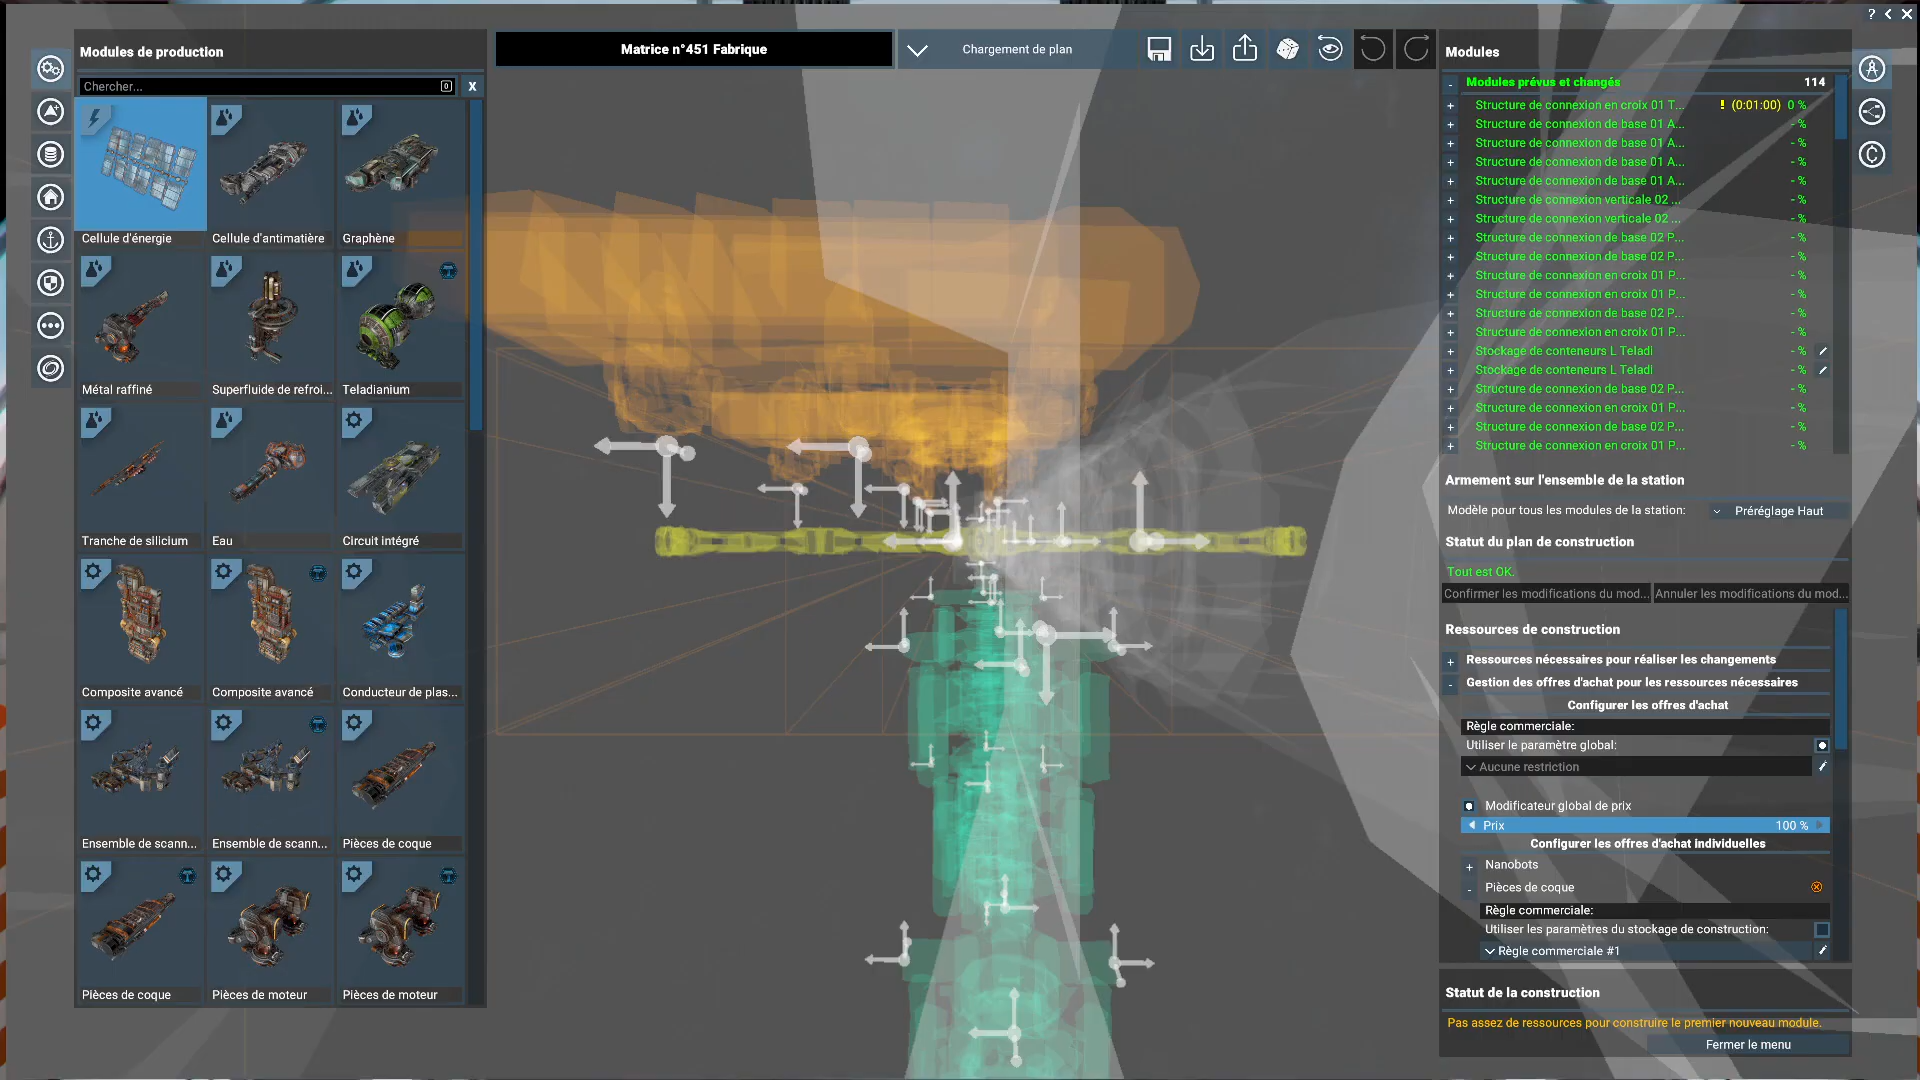 ? < X
Modules de production
Chercher...
0
X
Cellule d'énergie
Cellule d'antimatière
Graphène
Métal raffiné
Superfluide de refroi...
Teladianium
Tranche de silicium
Eau
Circuit intégré
Composite avancé
Composite avancé
Conducteur de plas...
Ensemble de scann...
Ensemble de scann...
Pièces de coque
Pièces de coque
Pièces de moteur
Pièces de moteur
Matrice n°451 Fabrique
Chargement de plan
Modules
- Modules prévus et changés 114
+ Structure de connexion en croix 01 T... ! (0:01:00) 0 %
+ Structure de connexion de base 01 A... - %
+ Structure de connexion de base 01 A... - %
+ Structure de connexion de base 01 A... - %
+ Structure de connexion de base 01 A... - %
+ Structure de connexion verticale 02 ... - %
+ Structure de connexion verticale 02 ... - %
+ Structure de connexion de base 02 P... - %
+ Structure de connexion de base 02 P... - %
+ Structure de connexion en croix 01 P... - %
+ Structure de connexion en croix 01 P... - %
+ Structure de connexion de base 02 P... - %
+ Structure de connexion en croix 01 P... - %
+ Stockage de conteneurs L Teladi - %
+ Stockage de conteneurs L Teladi - %
+ Structure de connexion de base 02 P... - %
+ Structure de connexion en croix 01 P... - %
+ Structure de connexion de base 02 P... - %
+ Structure de connexion en croix 01 P... - %
Armement sur l'ensemble de la station
Modèle pour tous les modules de la station: Préréglage Haut
Statut du plan de construction
Tout est OK.
Confirmer les modifications du mod... Annuler les modifications du mod...
Ressources de construction
+ Ressources nécessaires pour réaliser les changements
- Gestion des offres d'achat pour les ressources nécessaires
Configurer les offres d'achat
Règle commerciale:
Utiliser le paramètre global:
Aucune restriction
Modificateur global de prix
Prix 100 %
Configurer les offres d'achat individuelles
+ Nanobots
- Pièces de coque
Règle commerciale:
Utiliser les paramètres du stockage de construction:
Règle commerciale #1
Statut de la construction
Pas assez de ressources pour construire le premier nouveau module.
Fermer le menu